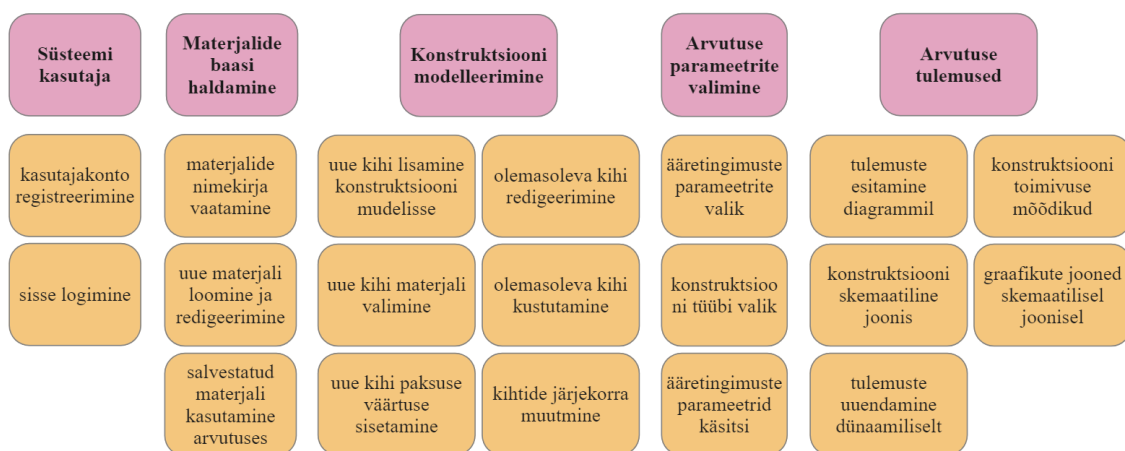 Süsteemi
kasutaja
Materjalide
baasi
haldamine
Konstruktsiooni
modelleerimine
Arvutuse
parameetrite
valimine
Arvutuse
tulemused
kasutajakonto
registreerimine
materjalide
nimekirja
vaatamine
uue kihi lisamine
konstruktsiooni
mudelisse
olemasoleva kihi
redigeerimine
ääretingimuste
parameetrite
valik
tulemuste
esitamine
diagrammil
konstruktsiooni
toimivuse
mõõdikud
sisse logimine
uue materjali
loomine ja
redigeerimine
uue kihi materjali
valimine
olemasoleva kihi
kustutamine
konstruktsioo
ni tüübi valik
konstruktsiooni
skemaatiline
joonis
graafikute jooned
skemaatilisel
joonisel
salvestatud
materjali
kasutamine
arvutuses
uue kihi paksuse
väärtuse
sisetamine
kihtide järjekorra
muutmine
ääretingimuste
parameetrid
käsitsi
tulemuste
uuendamine
dünaamiliselt